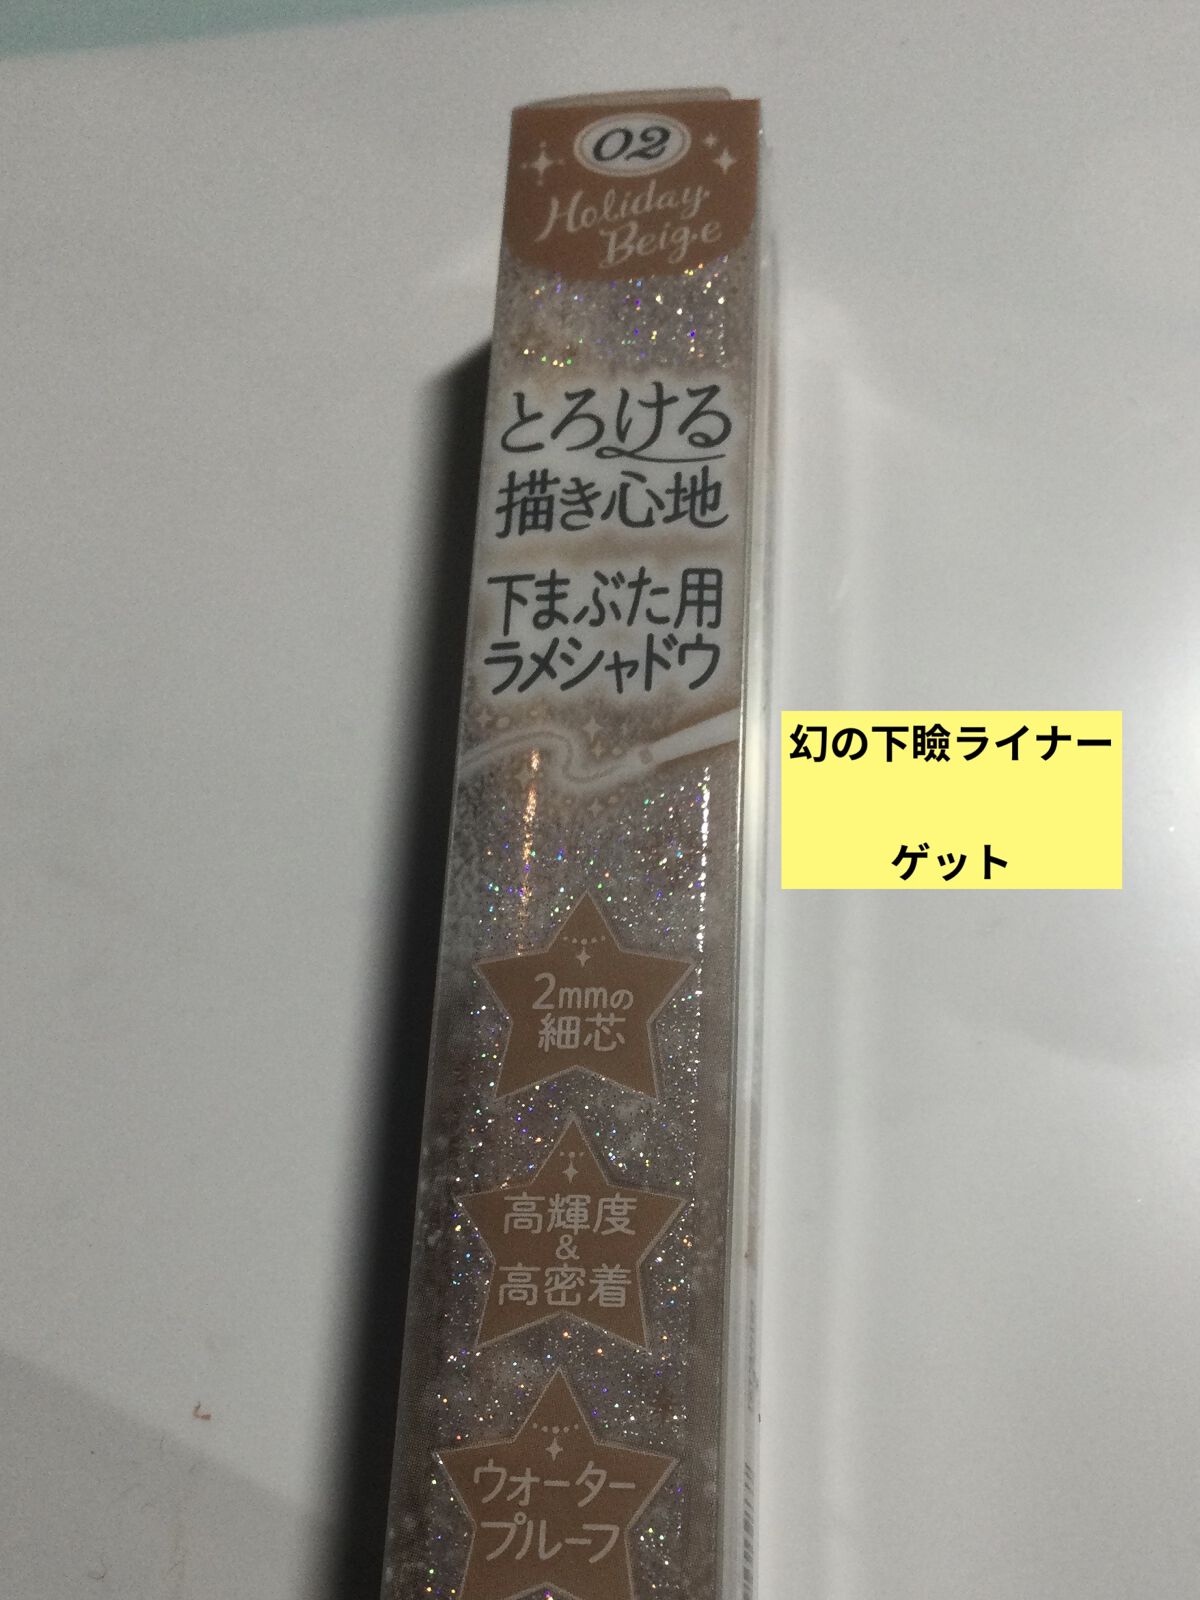 02
Holiday
Beige
とろける
描き心地
下まぶた用
ラメシャドウ
2mmの
細芯
高輝度
&
高密着
ウォーター
プルーフ
幻の下瞼ライナー
ゲット